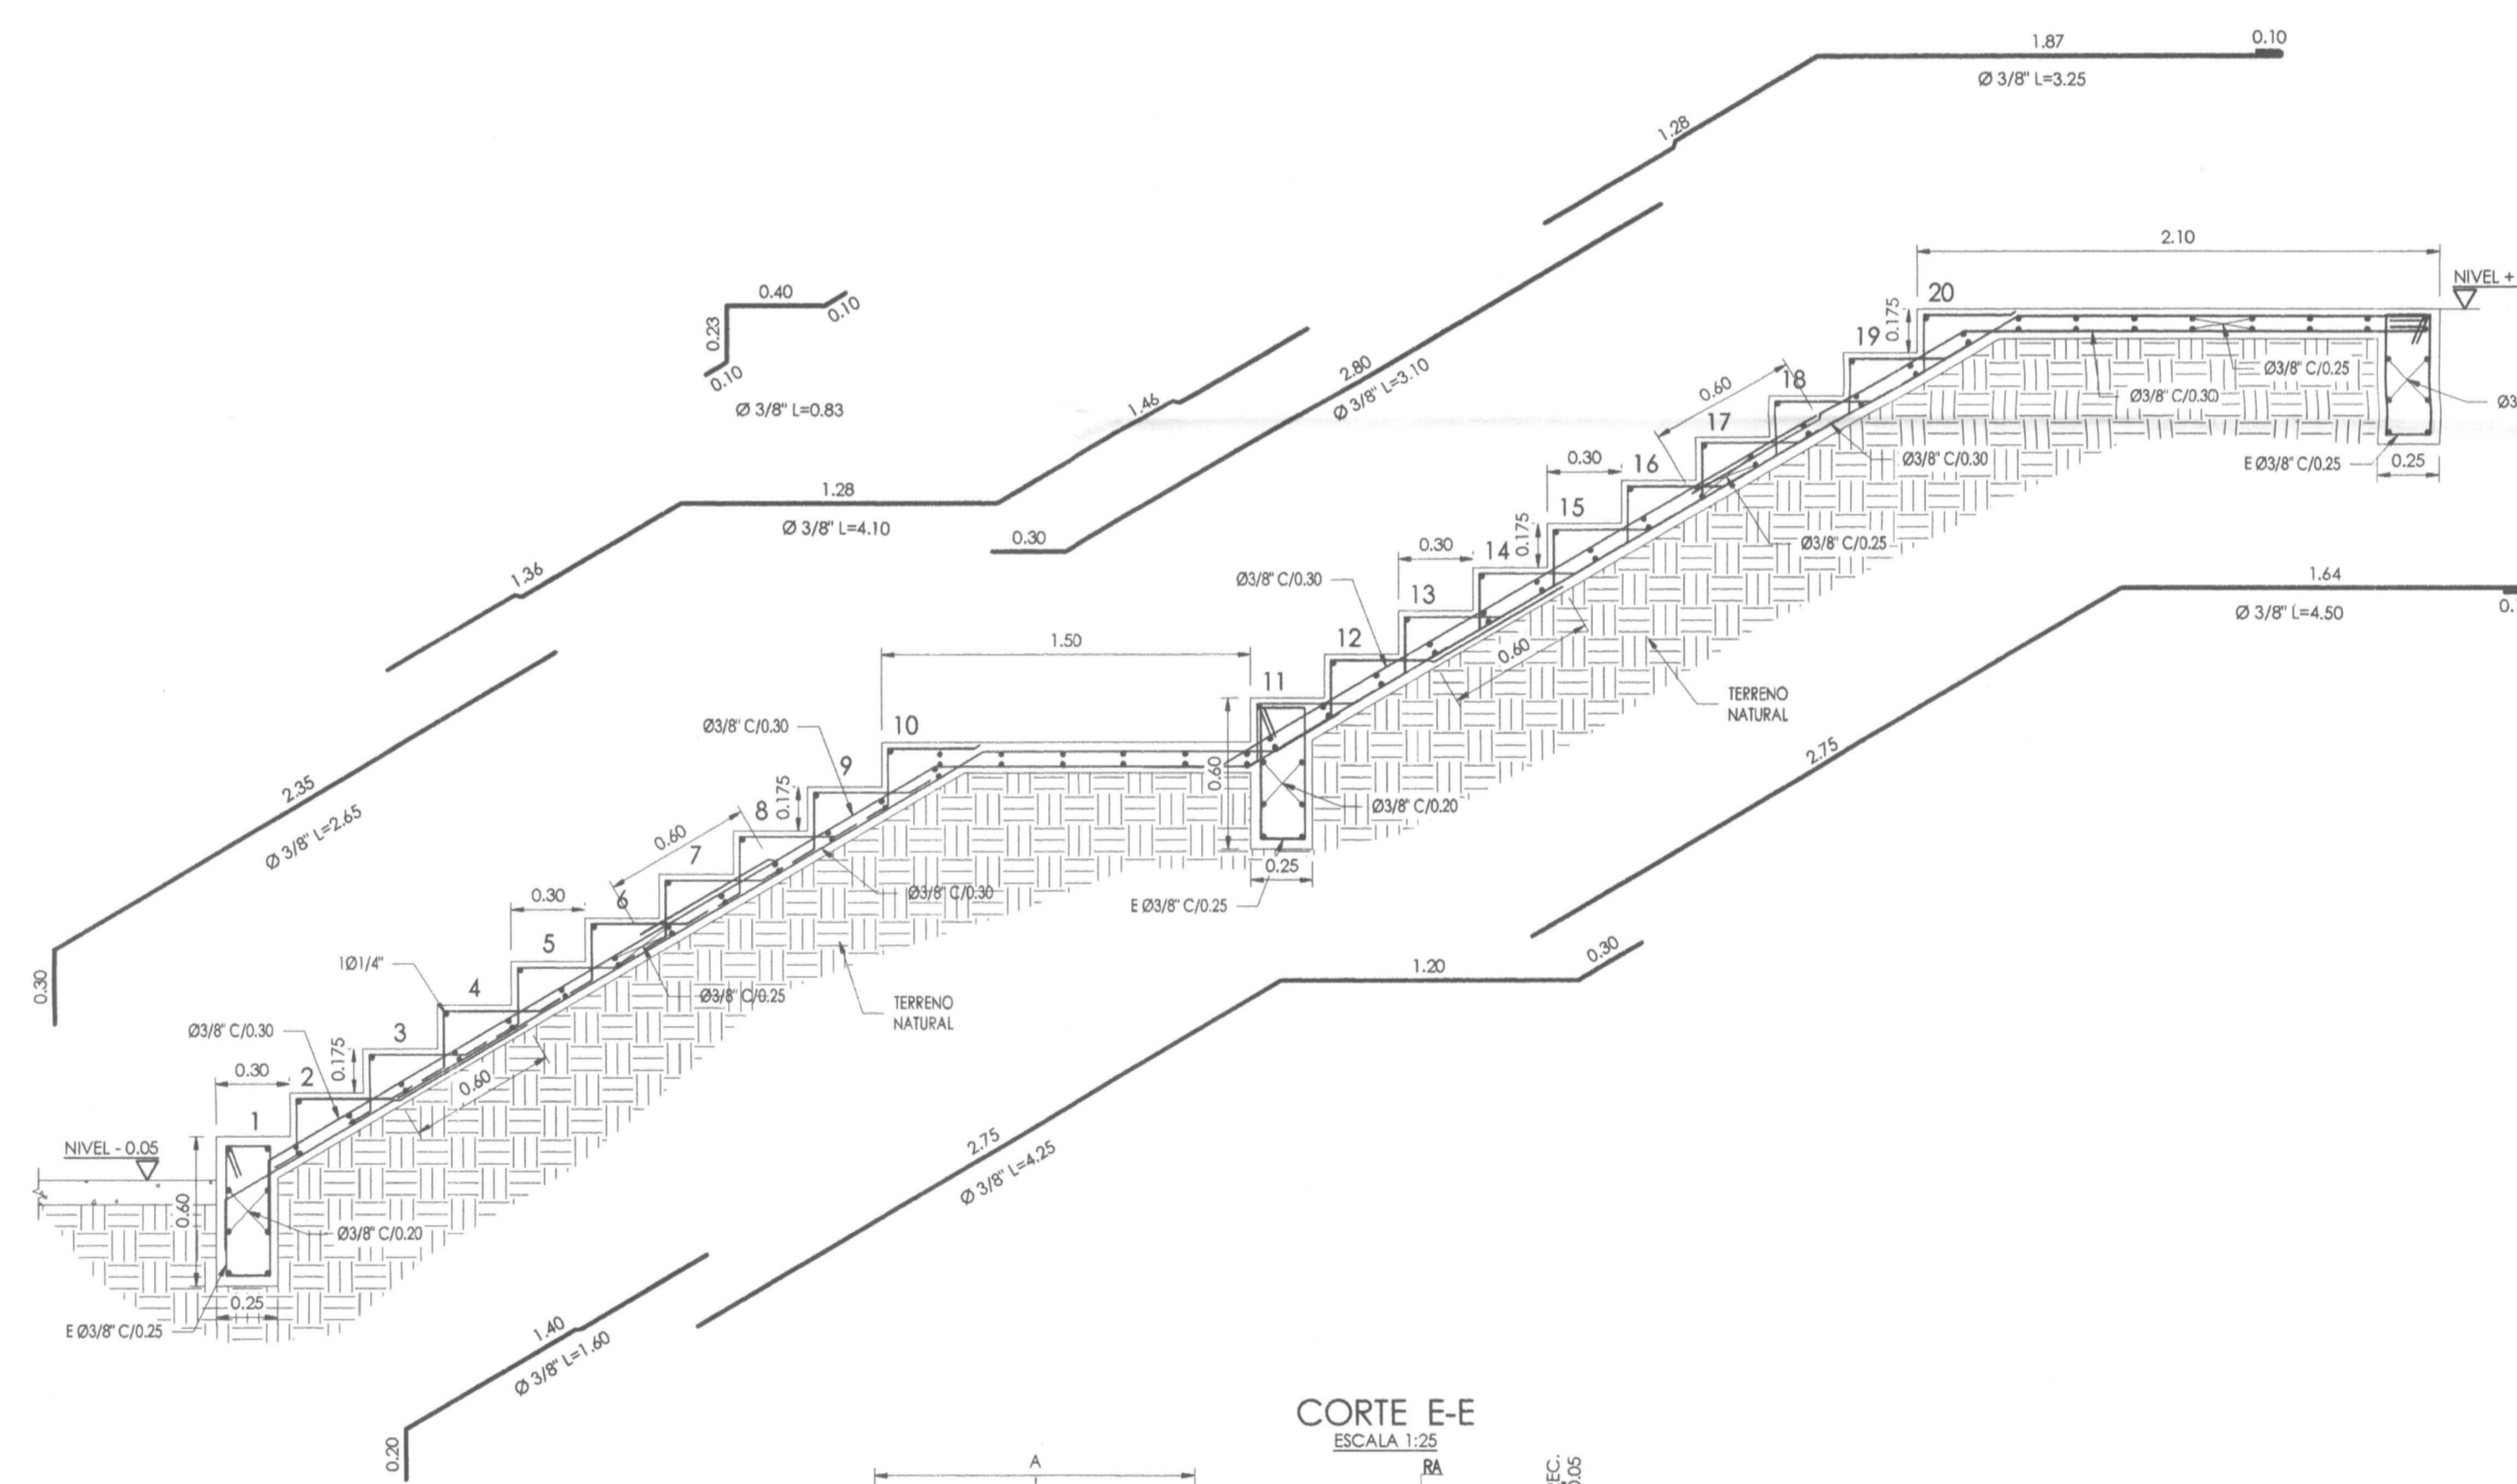 1.87
0.10
Ø 3/8" L=3.25
1.28
2.10
NIVEL +
0.40
0.10
0.23
0.10
Ø 3/8" L=0.83
20
0.175
19
2.80
Ø 3/8" L=3.10
1.46
0.60
18
Ø3/8" C/0.25
Ø3/8" C/0.30
17
Ø3/8" C/0.30
E Ø3/8" C/0.25
0.25
0.30
16
1.28
Ø 3/8" L=4.10
0.30
15
0.175
Ø3/8" C/0.25
0.30
14
1.36
Ø3/8" C/0.30
13
1.64
Ø 3/8" L=4.50
12
0.60
1.50
11
TERRENO
NATURAL
Ø3/8" C/0.30
10
2.75
9
0.60
2.35
Ø 3/8" L=2.65
8
0.175
Ø3/8" C/0.20
0.60
7
0.25
0.30
6
Ø3/8" C/0.30
E Ø3/8" C/0.25
5
0.30
1Ø1/4"
0.30
4
Ø3/8" C/0.25
TERRENO
NATURAL
1.20
Ø3/8" C/0.30
3
0.175
0.30
2
0.60
1
NIVEL - 0.05
2.75
Ø 3/8" L=4.25
0.60
Ø3/8" C/0.20
0.25
E Ø3/8" C/0.25
1.40
Ø 3/8" L=1.60
0.20
CORTE E-E
ESCALA 1:25
A
RA
0.05